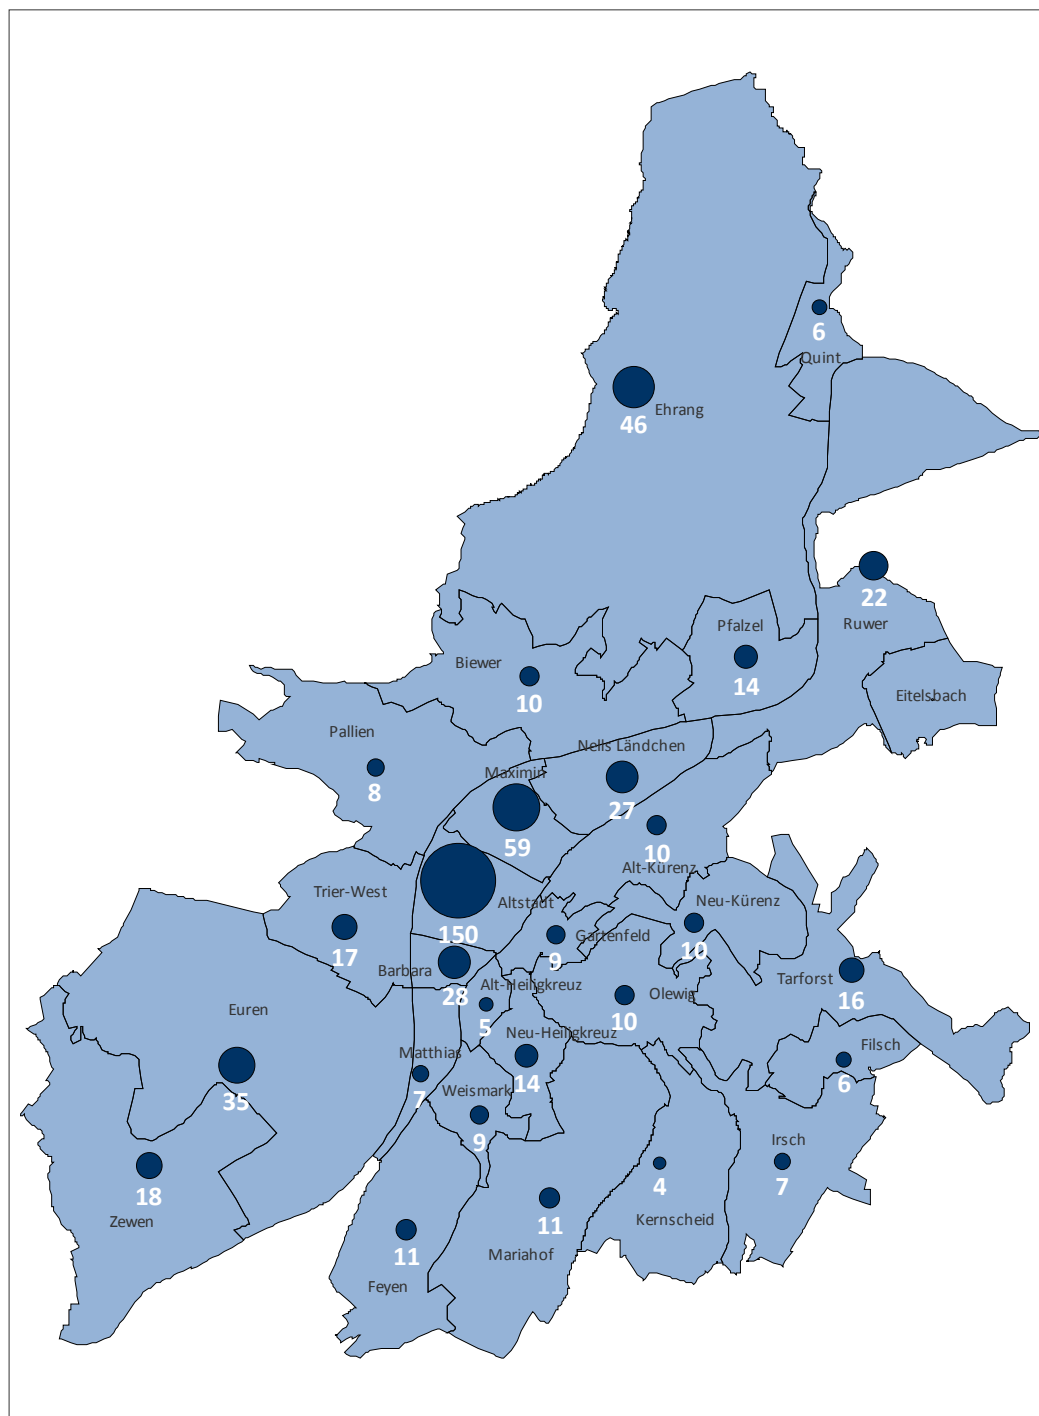 6
Quint
Ehrang
46
22
Ruwer
Pfalzel
14
Biewer
10
Eitelsbach
Pallien
8
Nells Ländchen
27
Maximin
59
10
Alt-Kürenz
Trier-West
17
Altstadt
150
Neu-Kürenz
10
Gartenfeld
9
Barbara
28
Tarforst
16
Alt-Heiligkreuz
5
Olewig
10
Euren
35
Neu-Heiligkreuz
14
Filsch
6
Matthias
7
Weismark
9
Irsch
7
18
Zewen
4
Kernscheid
11
Mariahof
11
Feyen